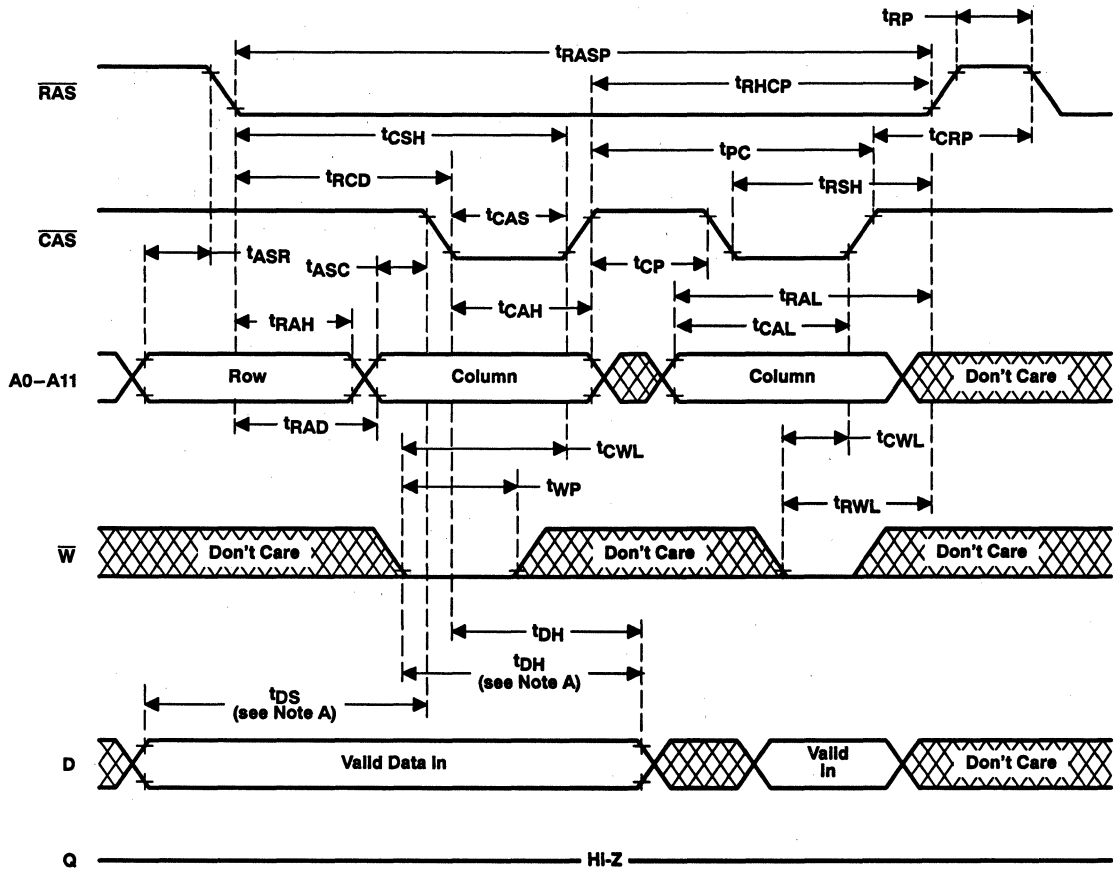 tRP
tRASP
tRHCP
RAS
tCSH
tPC
tCRP
tRCD
tRSH
tCAS
CAS
tASR
tASC
tCP
tRAL
tRAH
tCAH
tCAL
A0–A11
Row
Column
Column
Don't Care
tRAD
tCWL
tCWL
tWP
tRWL
W
Don't Care
Don't Care
Don't Care
tDH
tDH
(see Note A)
tDS
(see Note A)
D
Valid Data In
Valid
In
Don't Care
Q
Hi-Z